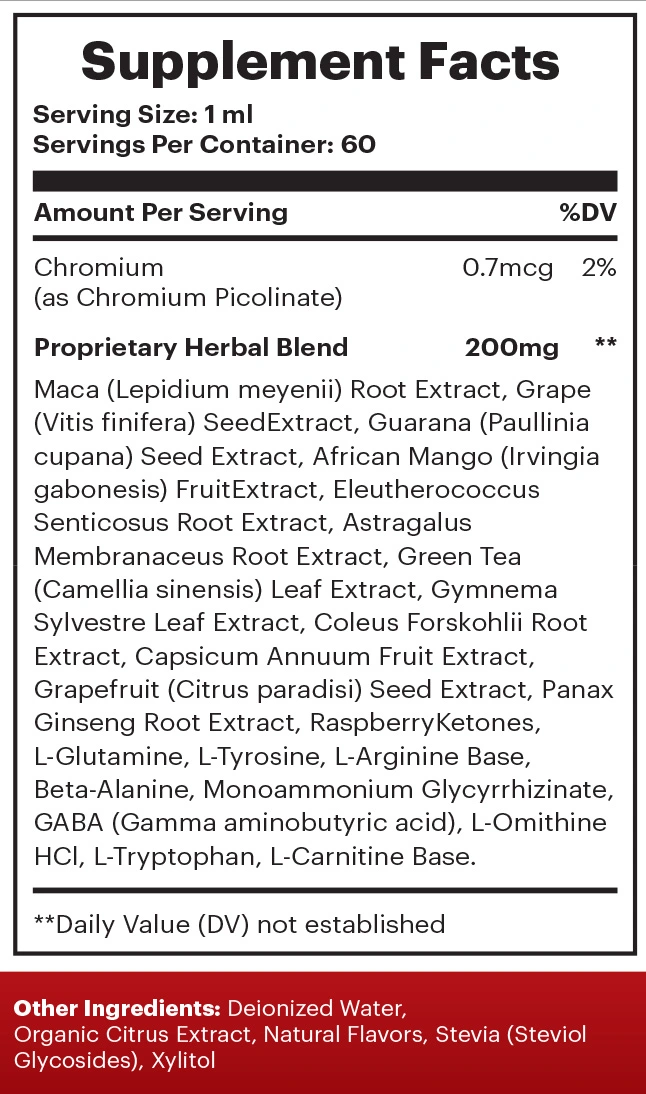 Supplement Facts
Serving Size: 1 ml
Servings Per Container: 60
Amount Per Serving %DV
Chromium 0.7mcg 2%
(as Chromium Picolinate)
Proprietary Herbal Blend 200mg **
Maca (Lepidium meyenii) Root Extract, Grape
(Vitis finifera) SeedExtract, Guarana (Paullinia
cupana) Seed Extract, African Mango (Irvingia
gabonesis) FruitExtract, Eleutherococcus
Senticosus Root Extract, Astragalus
Membranaceus Root Extract, Green Tea
(Camellia sinensis) Leaf Extract, Gymnema
Sylvestre Leaf Extract, Coleus Forskohlii Root
Extract, Capsicum Annuum Fruit Extract,
Grapefruit (Citrus paradisi) Seed Extract, Panax
Ginseng Root Extract, RaspberryKetones,
L-Glutamine, L-Tyrosine, L-Arginine Base,
Beta-Alanine, Monoammonium Glycyrrhizinate,
GABA (Gamma aminobutyric acid), L-Omithine
HCl, L-Tryptophan, L-Carnitine Base.
**Daily Value (DV) not established
Other Ingredients: Deionized Water,
Organic Citrus Extract, Natural Flavors, Stevia (Steviol
Glycosides), Xylitol